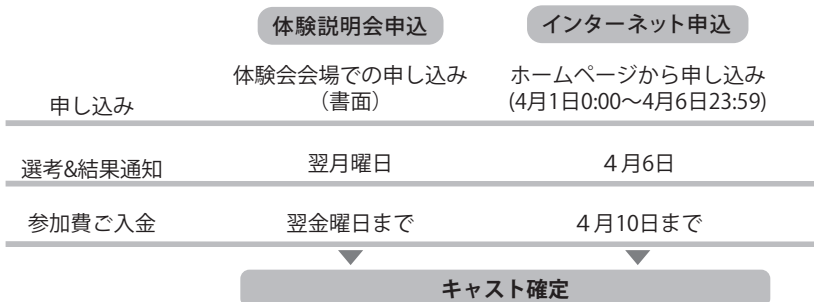 体験説明会申込
インターネット申込
体験会会場での申し込み
(書面)
ホームページから申し込み
(4月1日0:00〜4月6日23:59)
申し込み
選考&結果通知
翌月曜日
4月6日
参加費ご入金
翌金曜日まで
4月10日まで
キャスト確定